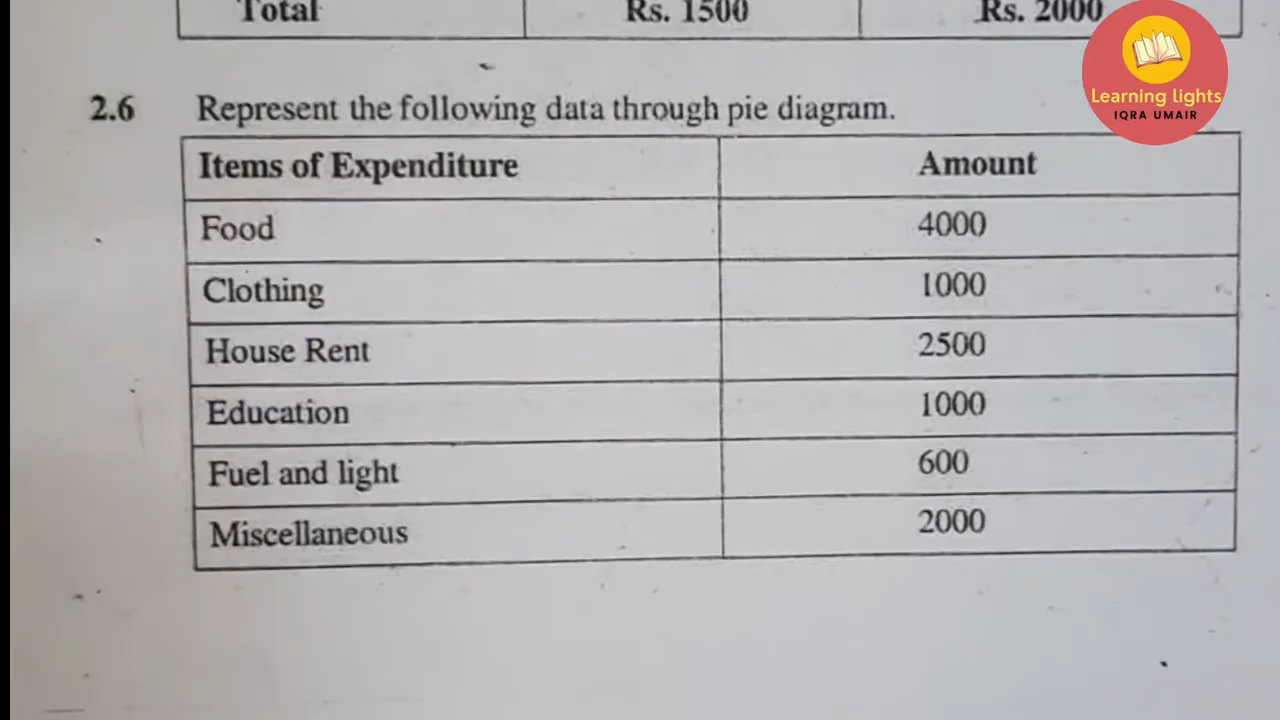 Total Rs. 1500 Rs. 2000
Learning lights
IQRA UMAIR
2.6 Represent the following data through pie diagram.
Items of Expenditure Amount
Food 4000
Clothing 1000
House Rent 2500
Education 1000
Fuel and light 600
Miscellaneous 2000